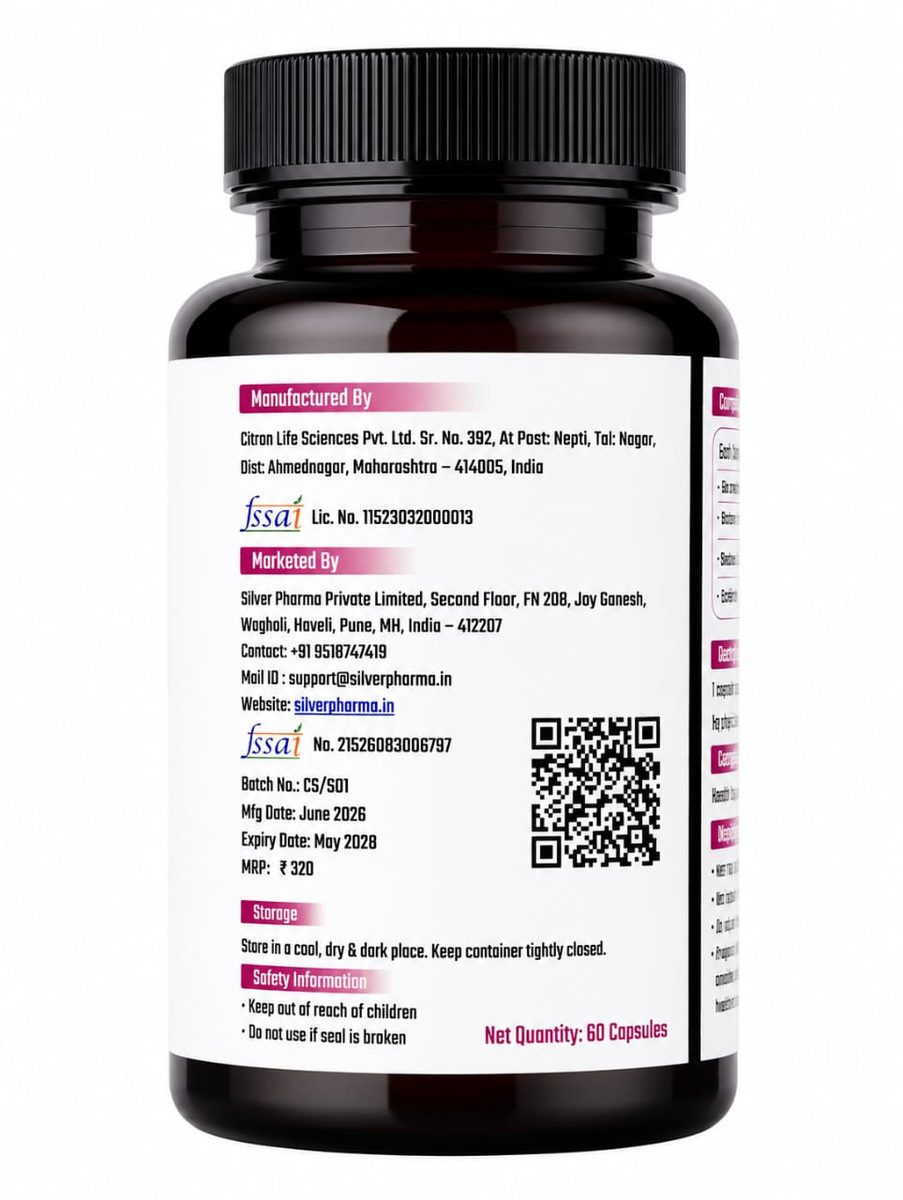 Manufactured By
Citron Life Sciences Pvt. Ltd. Sr. No. 392, At Post: Nepti, Tal: Nagar,
Dist: Ahmednagar, Maharashtra – 414005, India
fssai Lic. No. 11523032000013
Marketed By
Silver Pharma Private Limited, Second Floor, FN 208, Joy Ganesh,
Wagholi, Haveli, Pune, MH, India – 412207
Contact: +91 9518747419
Mail ID : support@silverpharma.in
Website: silverpharma.in
fssai No. 21526083006797
Batch No.: CS/S01
Mfg Date: June 2026
Expiry Date: May 2028
MRP: ₹ 320
Storage
Store in a cool, dry & dark place. Keep container tightly closed.
Safety Information
• Keep out of reach of children
• Do not use if seal is broken
Net Quantity: 60 Capsules